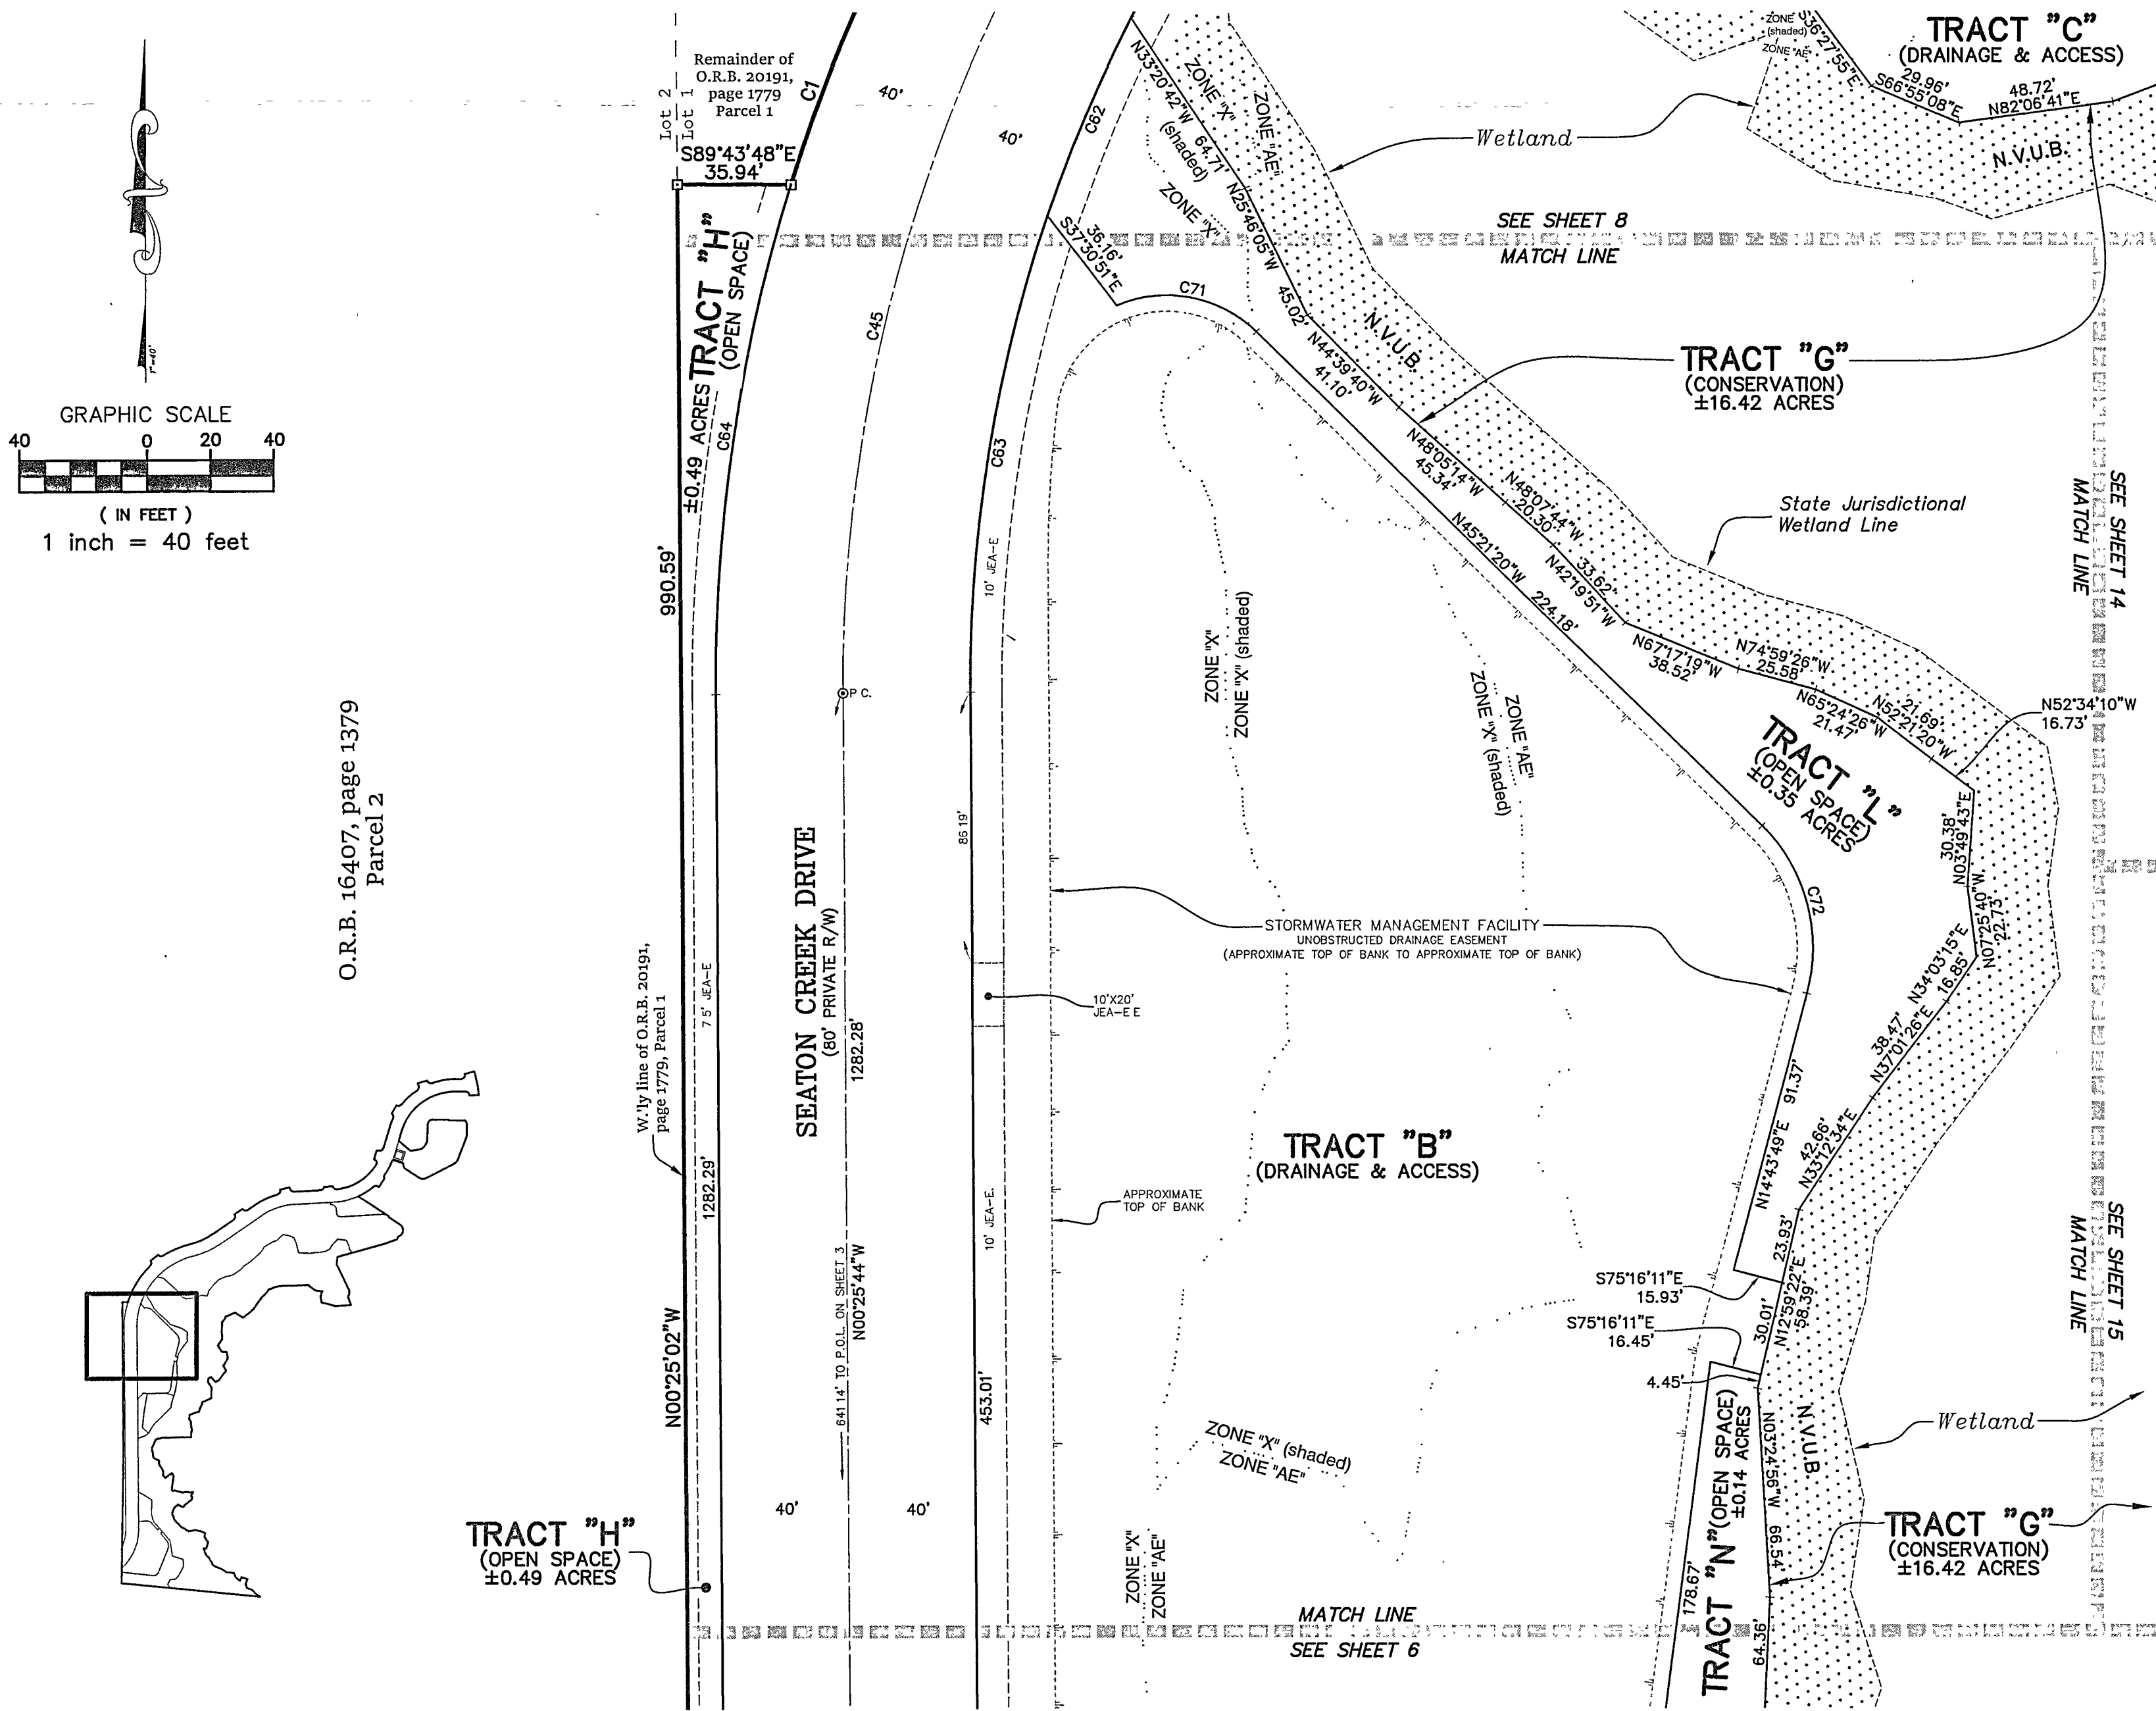 Remainder of
O.R.B. 20191,
page 1779
Parcel 1
Lot 2
Lot 1
S89°43'48"E
35.94'
C1
40'
40'
C62
N33°20'42"W 64.71'
ZONE "X"
(shaded)
ZONE "X"
ZONE "AE"
N25°46'05"W
45.02'
Wetland
ZONE
(shaded)
ZONE "AE"
S36°27'55"E
29.96'
S66°55'08"E
48.72'
N82°06'41"E
TRACT "C"
(DRAINAGE & ACCESS)
N.V.U.B.
SEE SHEET 8
MATCH LINE
1"=40'
GRAPHIC SCALE
40 0 20 40
( IN FEET )
1 inch = 40 feet
TRACT "H"
(OPEN SPACE)
±0.49 ACRES
C64
C45
C63
36.16'
S37°30'51"E
C71
N.V.U.B.
N44°39'40"W
41.10'
TRACT "G"
(CONSERVATION)
±16.42 ACRES
N48°05'14"W
45.34'
N48°07'44"W
20.30'
State Jurisdictional
Wetland Line
SEE SHEET 14
MATCH LINE
990.59'
10' JEA-E
N45°21'20"W
224.18'
33.62'
N42°19'51"W
N67°17'19"W
38.52'
N74°59'26"W
25.58'
N65°24'26"W
21.47'
21.69'
N52°21'20"W
N52°34'10"W
16.73'
ZONE "X"
ZONE "X" (shaded)
ZONE "AE"
ZONE "X" (shaded)
P C.
O.R.B. 16407, page 1379
Parcel 2
TRACT "L"
(OPEN SPACE)
±0.35 ACRES
30.38'
N03°49'43"E
86 19'
SEATON CREEK DRIVE
(80' PRIVATE R/W)
C72
N07°25'40"W
22.73'
STORMWATER MANAGEMENT FACILITY
UNOBSTRUCTED DRAINAGE EASEMENT
(APPROXIMATE TOP OF BANK TO APPROXIMATE TOP OF BANK)
N34°03'15"E
16.85'
W.'ly line of O.R.B. 20191,
page 1779, Parcel 1
7 5' JEA-E
10'X20'
JEA-E E
1282.28'
38.47'
N37°01'26"E
N14°43'49"E 91.37'
42.66'
N33°12'34"E
TRACT "B"
(DRAINAGE & ACCESS)
1282.29'
APPROXIMATE
TOP OF BANK
10' JEA-E.
641 14' TO P.O.L. ON SHEET 3
N00°25'44"W
23.93'
S75°16'11"E
15.93'
S75°16'11"E
16.45'
30.01'
N12°59'22"E
58.39'
SEE SHEET 15
MATCH LINE
N00°25'02"W
453.01'
4.45'
ZONE "X" (shaded)
ZONE "AE"
N.V.U.B.
N03°24'56"W 66.54'
Wetland
40'
40'
TRACT "H"
(OPEN SPACE)
±0.49 ACRES
ZONE "X"
ZONE "AE"
178.67'
TRACT "N" (OPEN SPACE)
±0.14 ACRES
TRACT "G"
(CONSERVATION)
±16.42 ACRES
64.36'
MATCH LINE
SEE SHEET 6